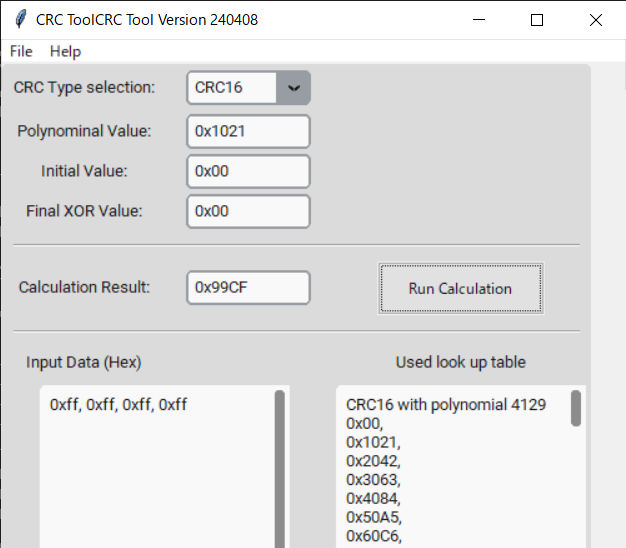 CRC ToolCRC Tool Version 240408
File Help
CRC Type selection: CRC16
Polynominal Value: 0x1021
Initial Value: 0x00
Final XOR Value: 0x00
Calculation Result: 0x99CF Run Calculation
Input Data (Hex) Used look up table
0xff, 0xff, 0xff, 0xff CRC16 with polynomial 4129
0x00,
0x1021,
0x2042,
0x3063,
0x4084,
0x50A5,
0x60C6,